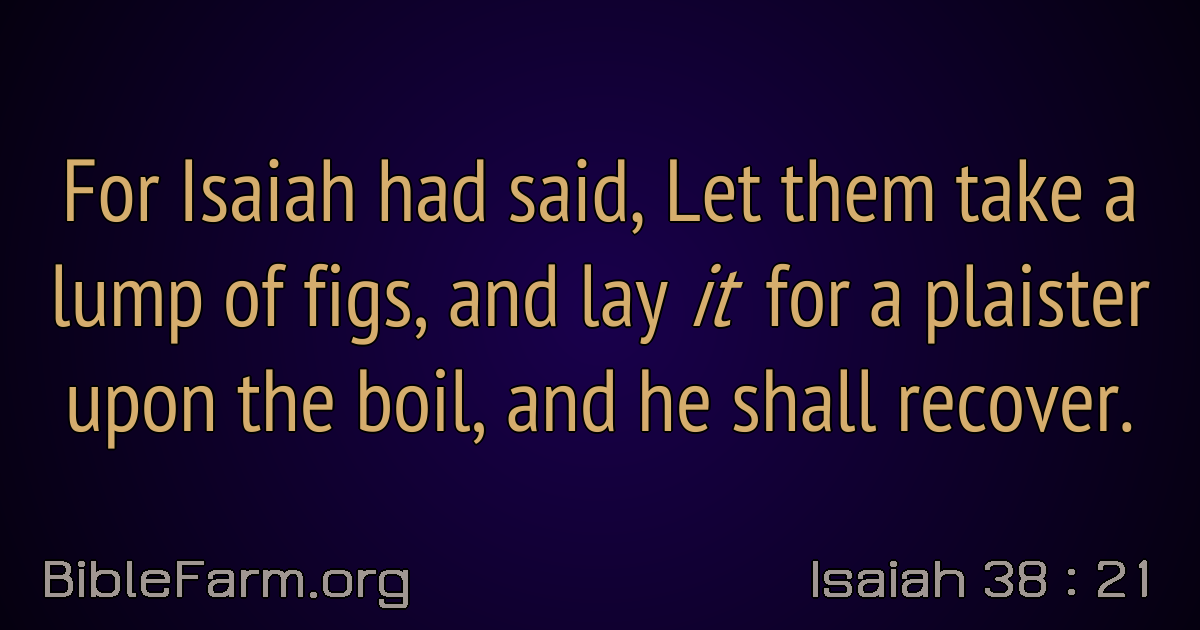 For Isaiah had said, Let them take a
lump of figs, and lay it for a plaister
upon the boil, and he shall recover.
BibleFarm.org
Isaiah 38 : 21